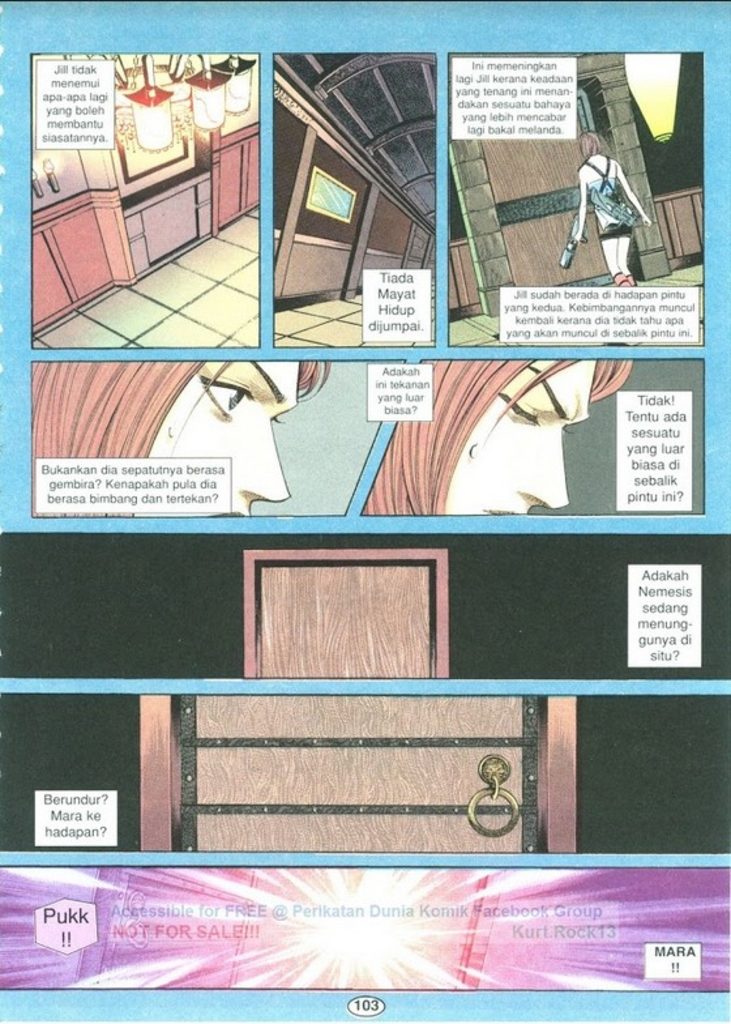 Jill tidak
menemui
apa-apa lagi
yang boleh
membantu
siasatannya.
Tiada
Mayat
Hidup
dijumpai.
Ini memeningkan
lagi Jill kerana keadaan
yang tenang ini menan-
dakan sesuatu bahaya
yang lebih mencabar
lagi bakal melanda.
Jill sudah berada di hadapan pintu
yang kedua. Kebimbangannya muncul
kembali kerana dia tidak tahu apa
yang akan muncul di sebalik pintu ini.
Bukankan dia sepatutnya berasa
gembira? Kenapakah pula dia
berasa bimbang dan tertekan?
Adakah
ini tekanan
yang luar
biasa?
Tidak!
Tentu ada
sesuatu
yang luar
biasa di
sebalik
pintu ini?
Adakah
Nemesis
sedang
menung-
gunya di
situ?
Berundur?
Mara ke
hadapan?
Pukk
!!
Accessible for FREE @ Perikatan Dunia Komik Facebook Group
NOT FOR SALE!!!
Kurt.Rock13
MARA
!!
103